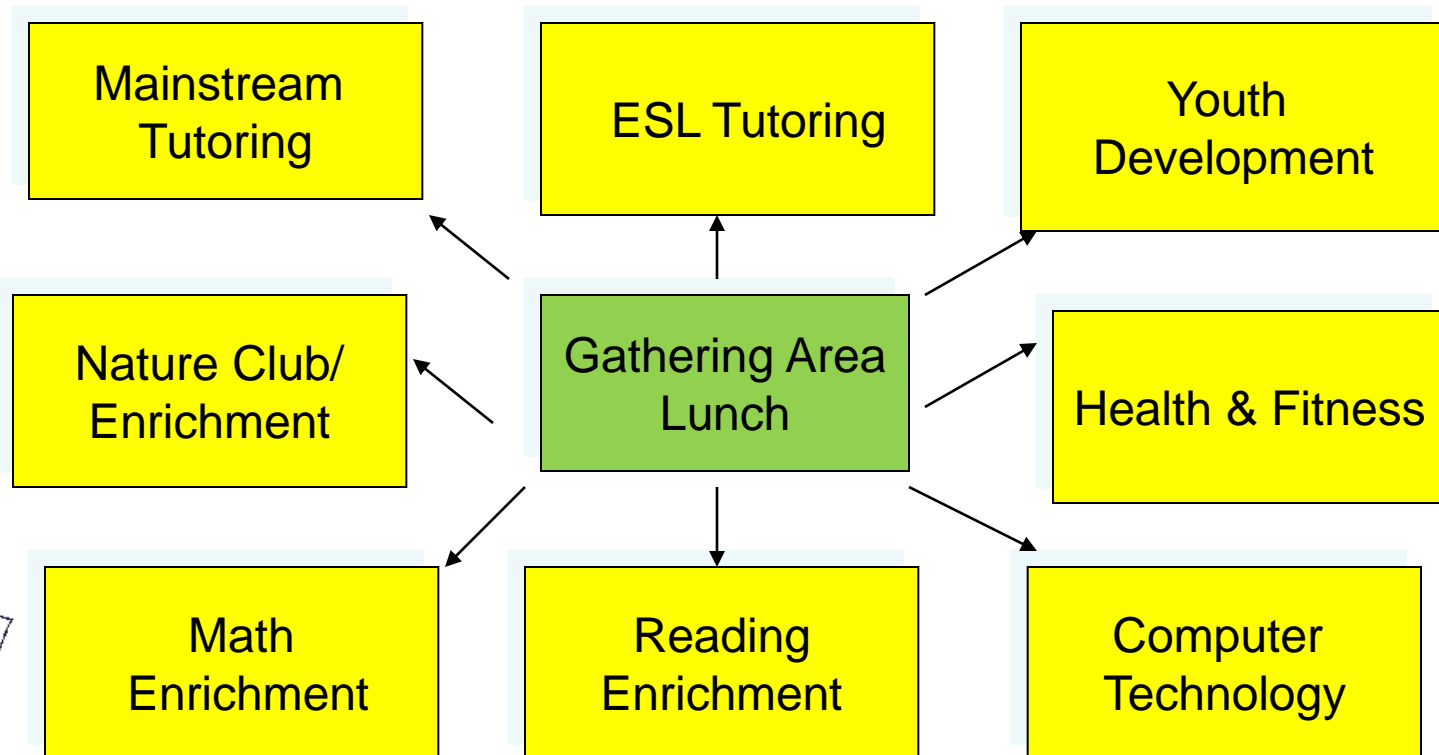 Mainstream
Tutoring
ESL Tutoring
Youth
Development
Nature Club/
Enrichment
Gathering Area
Lunch
Health & Fitness
Math
Enrichment
Reading
Enrichment
Computer
Technology